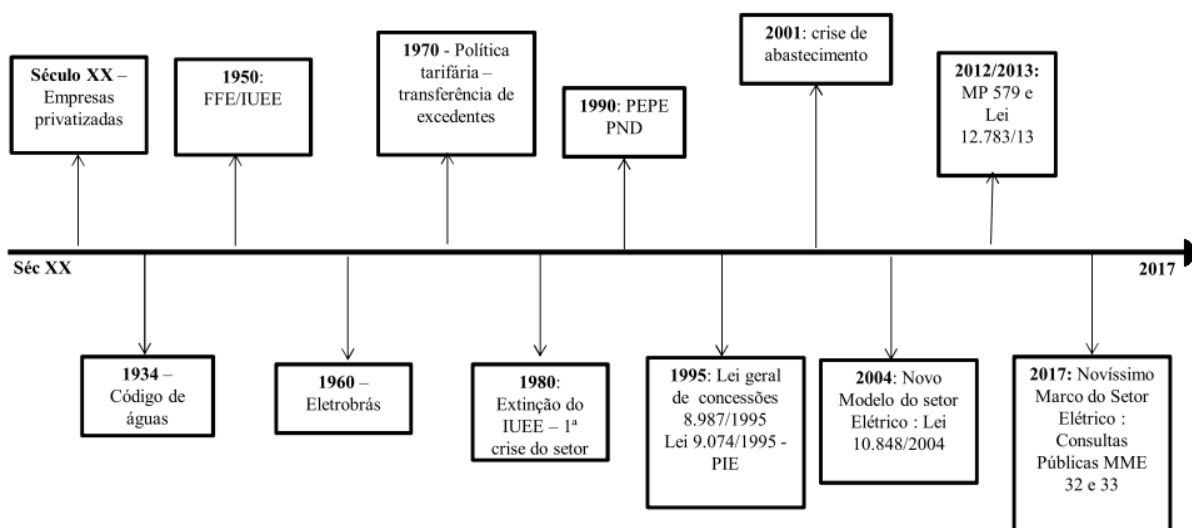 Século XX –
Empresas
privatizadas
1950:
FFE/IUEE
1970 - Política
tarifária –
transferência de
excedentes
1990: PEPE
PND
2001: crise de
abastecimento
2012/2013:
MP 579 e
Lei
12.783/13
Séc XX
2017
1934 –
Código de
águas
1960 –
Eletrobrás
1980:
Extinção do
IUEE – 1ª
crise do setor
1995: Lei geral
de concessões
8.987/1995
Lei 9.074/1995 -
PIE
2004: Novo
Modelo do setor
Elétrico : Lei
10.848/2004
2017: Novíssimo
Marco do Setor
Elétrico :
Consultas
Públicas MME
32 e 33